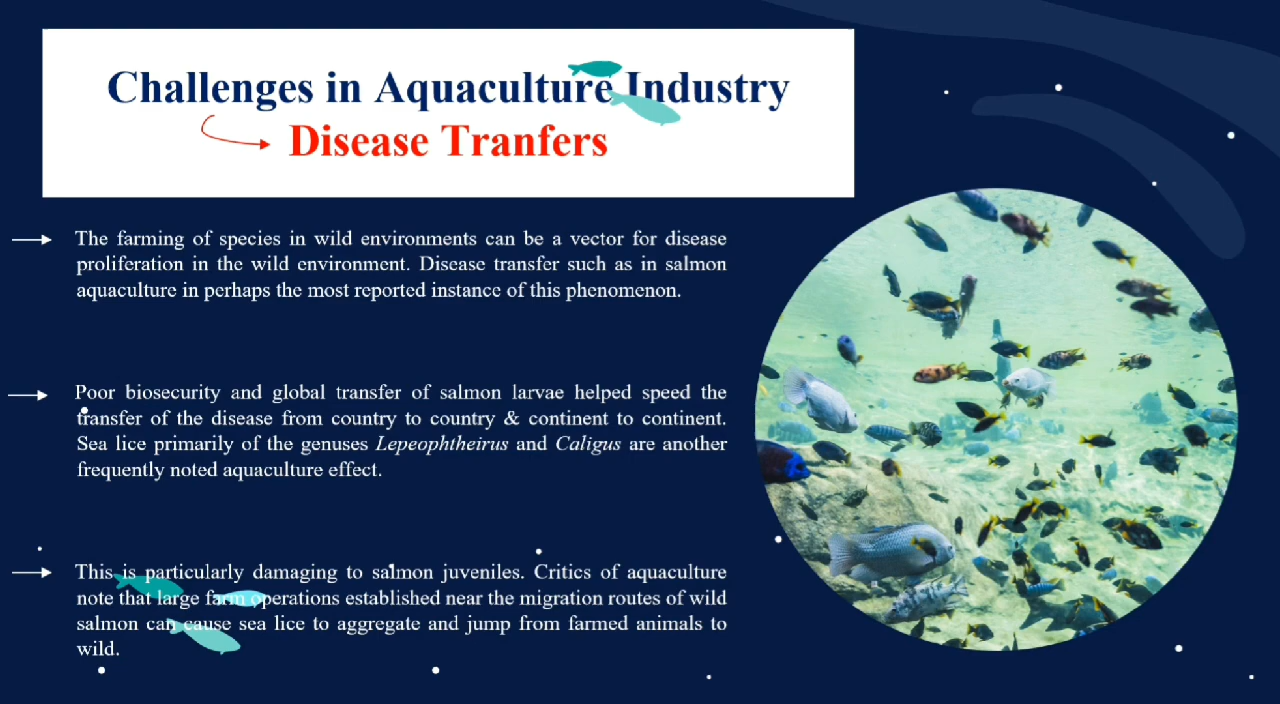 Challenges in Aquaculture Industry
Disease Tranfers
The farming of species in wild environments can be a vector for disease
proliferation in the wild environment. Disease transfer such as in salmon
aquaculture in perhaps the most reported instance of this phenomenon.
Poor biosecurity and global transfer of salmon larvae helped speed the
transfer of the disease from country to country & continent to continent.
Sea lice primarily of the genuses Lepeophtheirus and Caligus are another
frequently noted aquaculture effect.
This is particularly damaging to salmon juveniles. Critics of aquaculture
note that large farm operations established near the migration routes of wild
salmon can cause sea lice to aggregate and jump from farmed animals to
wild.